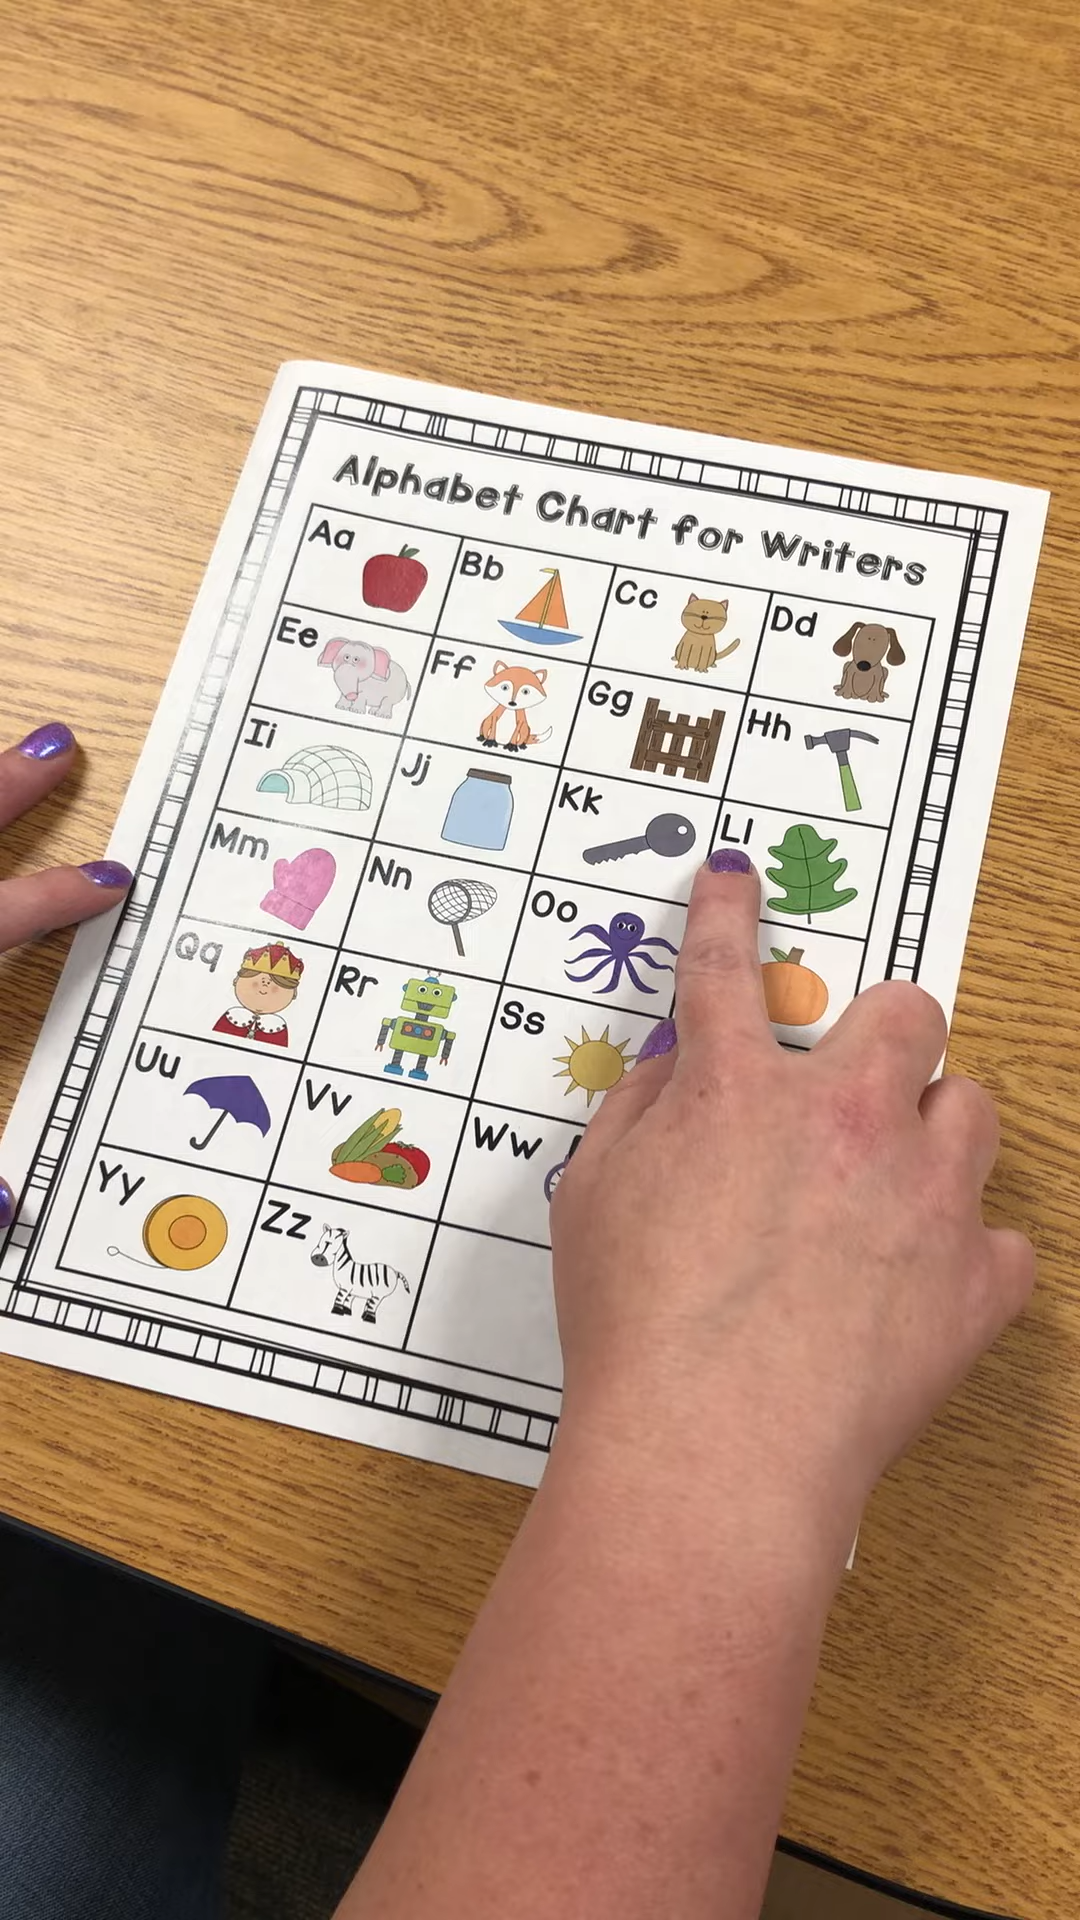 Alphabet Chart for Writers
Aa Bb Cc Dd
Ee Ff Gg Hh
Ii Jj Kk Ll
Mm Nn Oo
Qq Rr Ss
Uu Vv Ww
Yy Zz